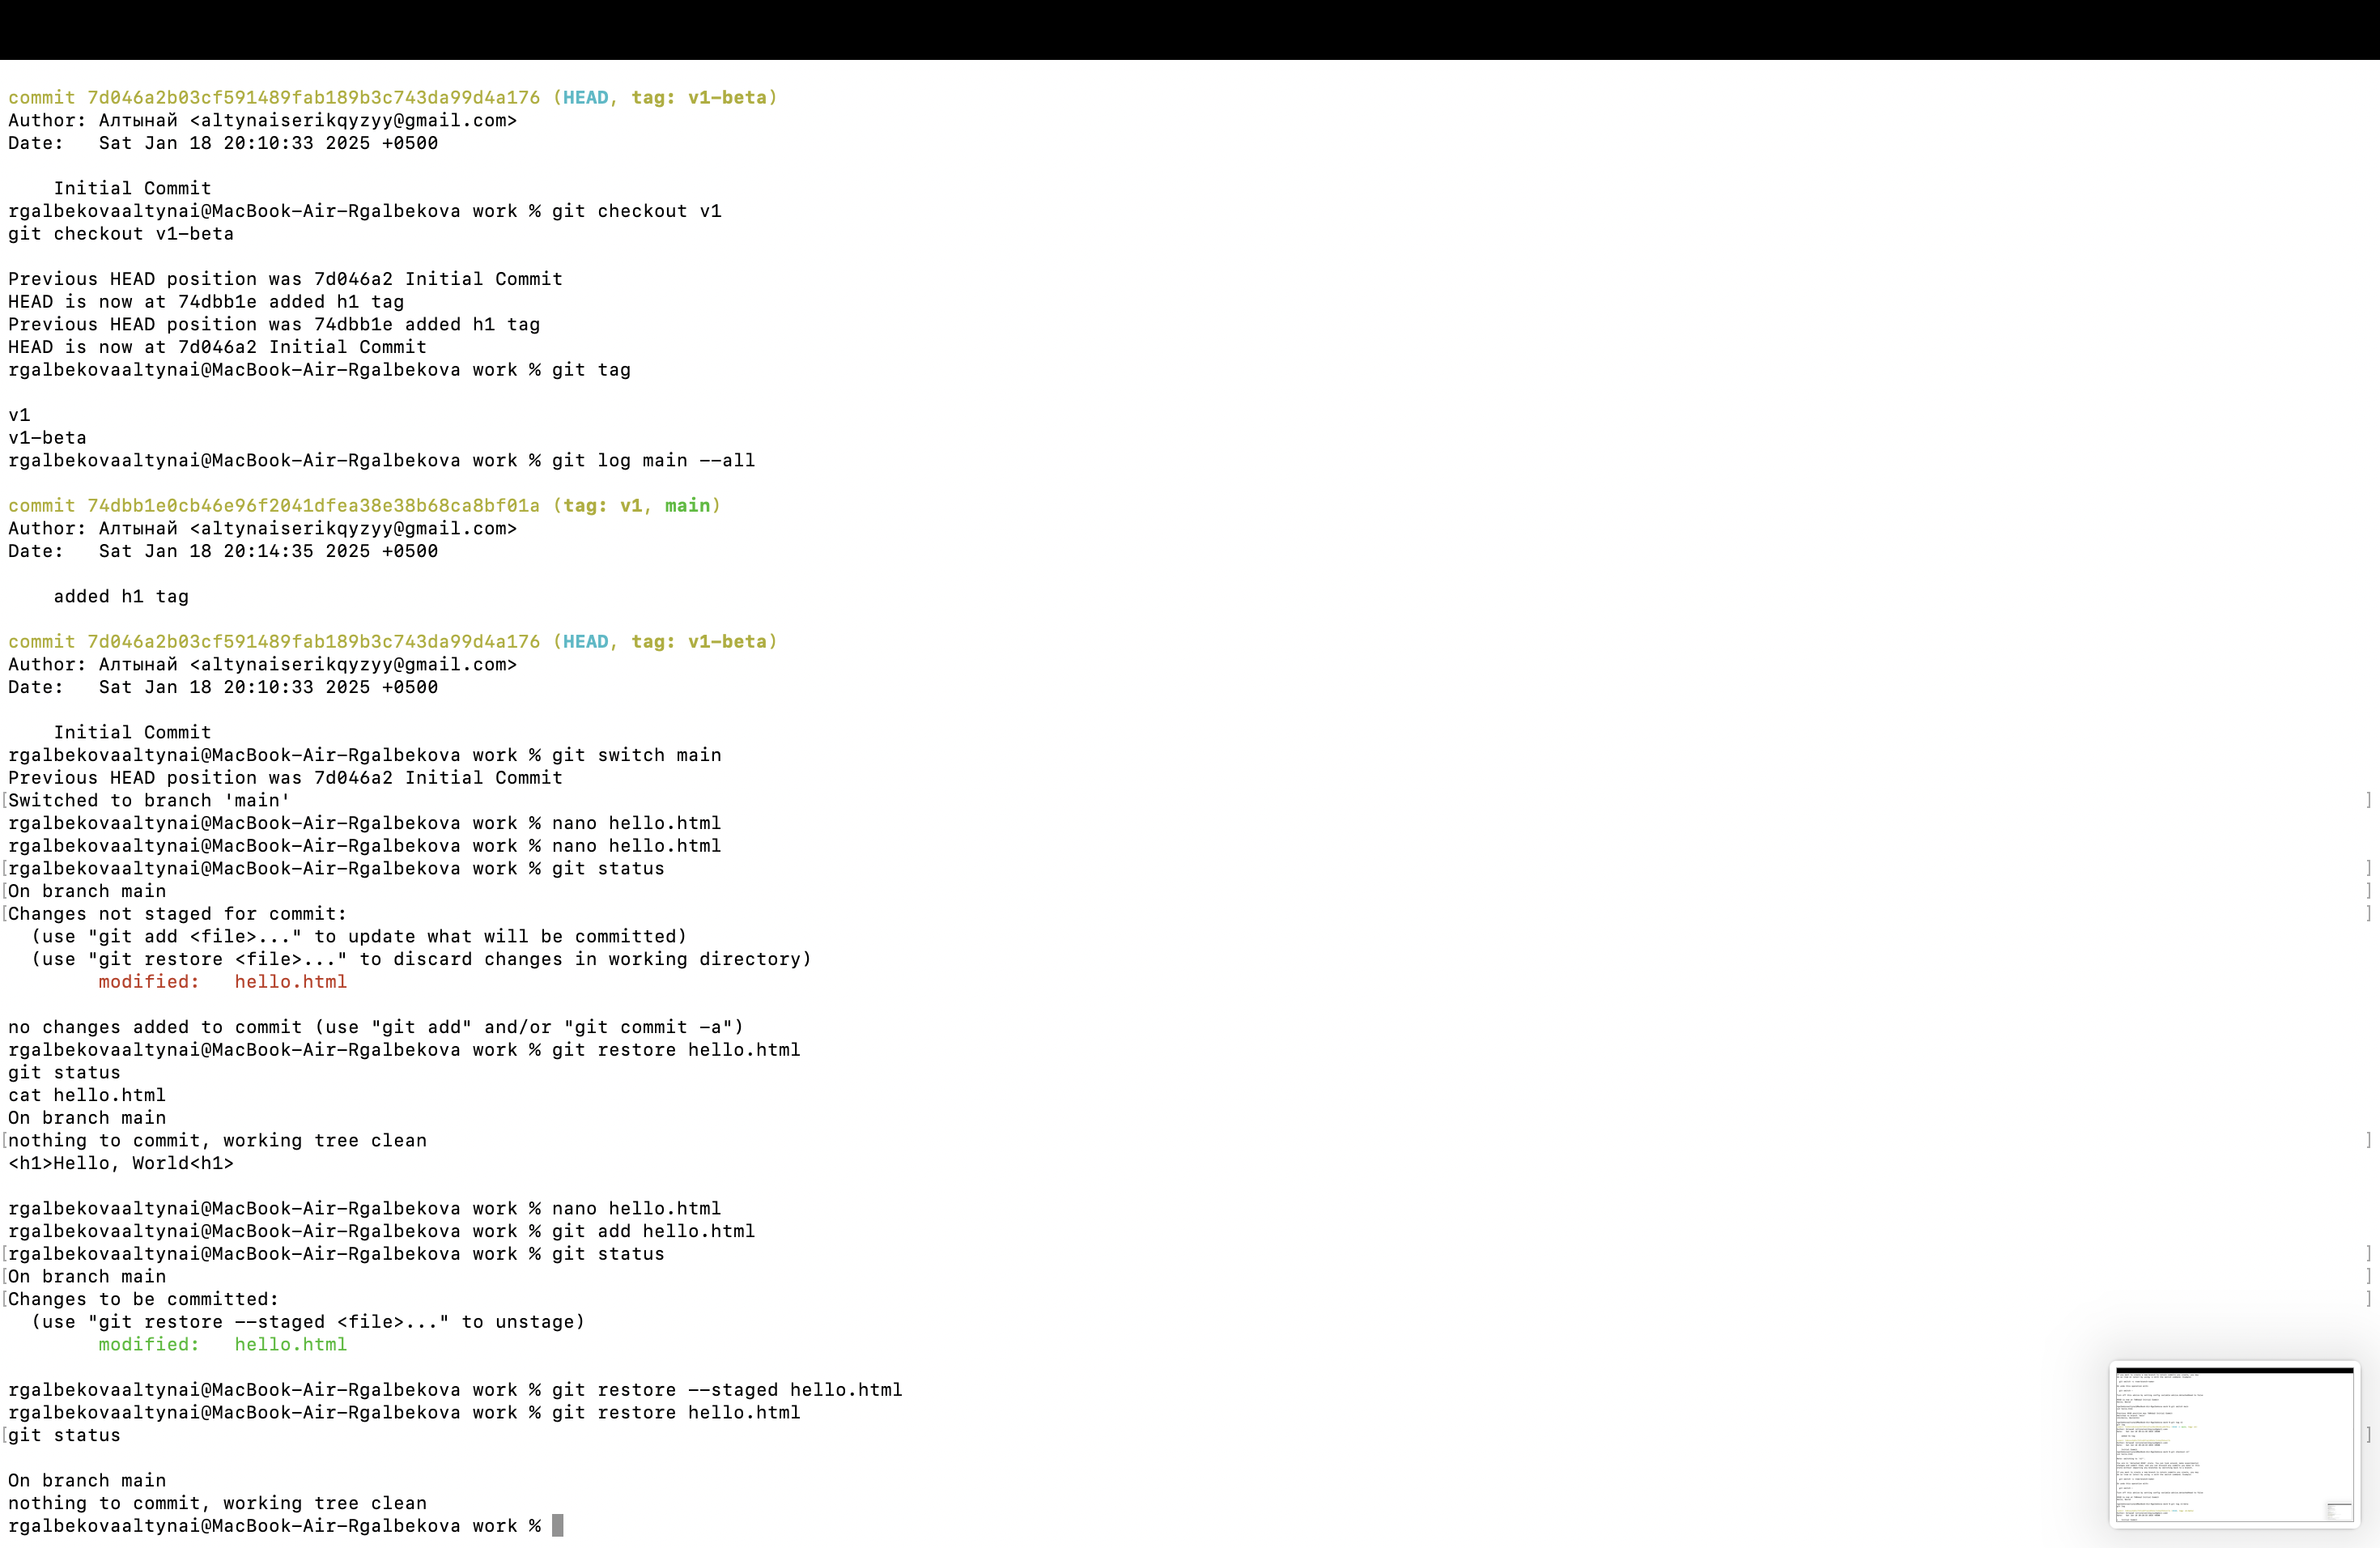 commit 7d046a2b03cf591489fab189b3c743da99d4a176 (HEAD, tag: v1-beta)
Author: Алтынай <altynaiserikqyzyy@gmail.com>
Date:   Sat Jan 18 20:10:33 2025 +0500
    Initial Commit
rgalbekovaaltynai@MacBook-Air-Rgalbekova work % git checkout v1
git checkout v1-beta
Previous HEAD position was 7d046a2 Initial Commit
HEAD is now at 74dbb1e added h1 tag
Previous HEAD position was 74dbb1e added h1 tag
HEAD is now at 7d046a2 Initial Commit
rgalbekovaaltynai@MacBook-Air-Rgalbekova work % git tag
v1
v1-beta
rgalbekovaaltynai@MacBook-Air-Rgalbekova work % git log main --all
commit 74dbb1e0cb46e96f2041dfea38e38b68ca8bf01a (tag: v1, main)
Author: Алтынай <altynaiserikqyzyy@gmail.com>
Date:   Sat Jan 18 20:14:35 2025 +0500
    added h1 tag
commit 7d046a2b03cf591489fab189b3c743da99d4a176 (HEAD, tag: v1-beta)
Author: Алтынай <altynaiserikqyzyy@gmail.com>
Date:   Sat Jan 18 20:10:33 2025 +0500
    Initial Commit
rgalbekovaaltynai@MacBook-Air-Rgalbekova work % git switch main
Previous HEAD position was 7d046a2 Initial Commit
[Switched to branch 'main' ]
rgalbekovaaltynai@MacBook-Air-Rgalbekova work % nano hello.html
rgalbekovaaltynai@MacBook-Air-Rgalbekova work % nano hello.html
[rgalbekovaaltynai@MacBook-Air-Rgalbekova work % git status ]
[On branch main ]
[Changes not staged for commit: ]
  (use "git add <file>..." to update what will be committed)
  (use "git restore <file>..." to discard changes in working directory)
        modified:   hello.html
no changes added to commit (use "git add" and/or "git commit -a")
rgalbekovaaltynai@MacBook-Air-Rgalbekova work % git restore hello.html
git status
cat hello.html
On branch main
[nothing to commit, working tree clean ]
<h1>Hello, World<h1>
rgalbekovaaltynai@MacBook-Air-Rgalbekova work % nano hello.html
rgalbekovaaltynai@MacBook-Air-Rgalbekova work % git add hello.html
[rgalbekovaaltynai@MacBook-Air-Rgalbekova work % git status ]
[On branch main ]
[Changes to be committed: ]
  (use "git restore --staged <file>..." to unstage)
        modified:   hello.html
rgalbekovaaltynai@MacBook-Air-Rgalbekova work % git restore --staged hello.html
rgalbekovaaltynai@MacBook-Air-Rgalbekova work % git restore hello.html
[git status ]
On branch main
nothing to commit, working tree clean
rgalbekovaaltynai@MacBook-Air-Rgalbekova work %